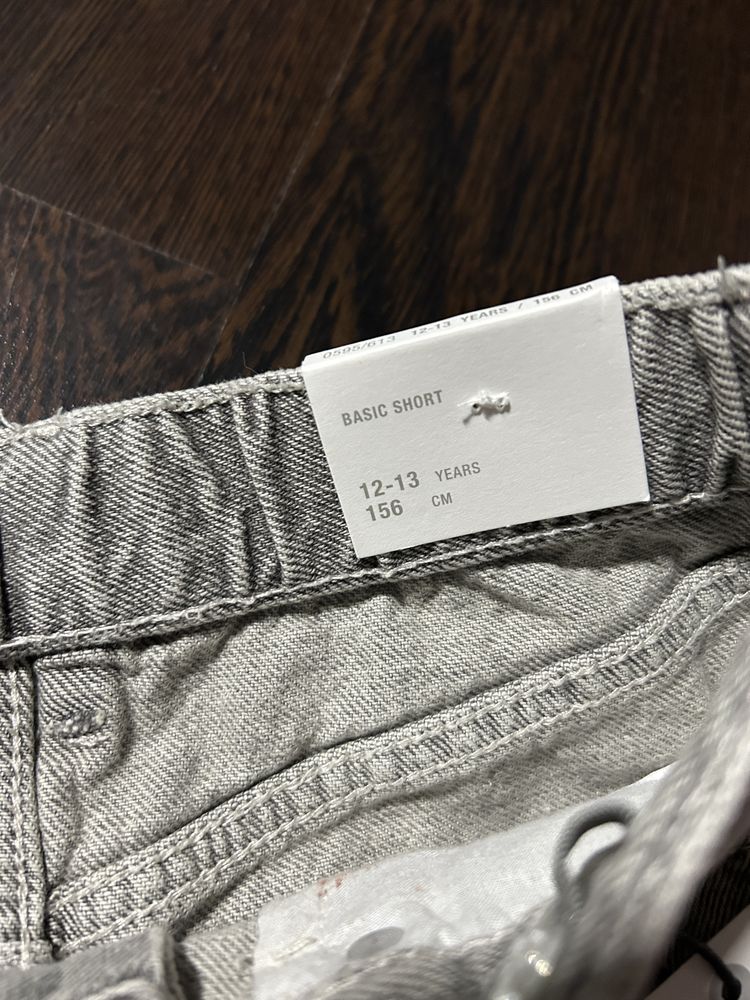 0595/613 12-13 YEARS / 156 CM
BASIC SHORT
12-13 YEARS
156 CM